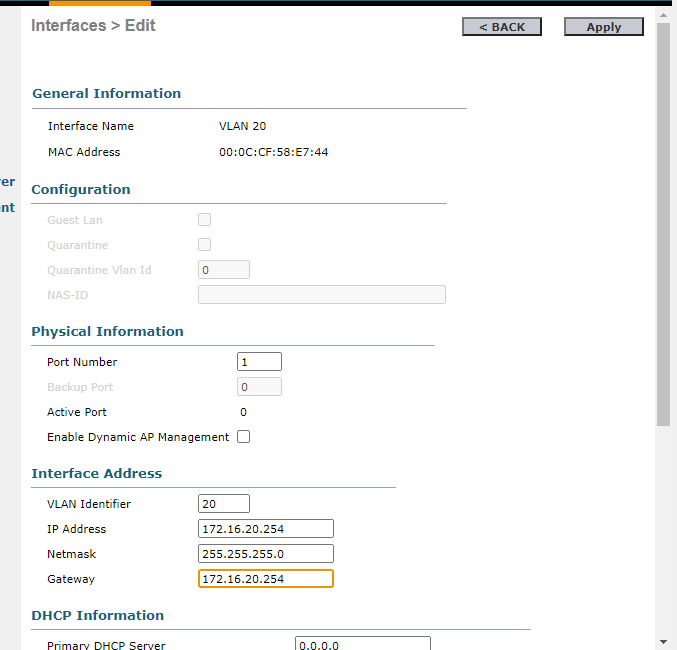 Interfaces > Edit
< BACK
Apply
General Information
Interface Name VLAN 20
MAC Address 00:0C:CF:58:E7:44
er
Configuration
nt
Guest Lan
Quarantine
Quarantine Vlan Id 0
NAS-ID
Physical Information
Port Number 1
Backup Port 0
Active Port 0
Enable Dynamic AP Management
Interface Address
VLAN Identifier 20
IP Address 172.16.20.254
Netmask 255.255.255.0
Gateway 172.16.20.254
DHCP Information
Primary DHCP Server 0.0.0.0